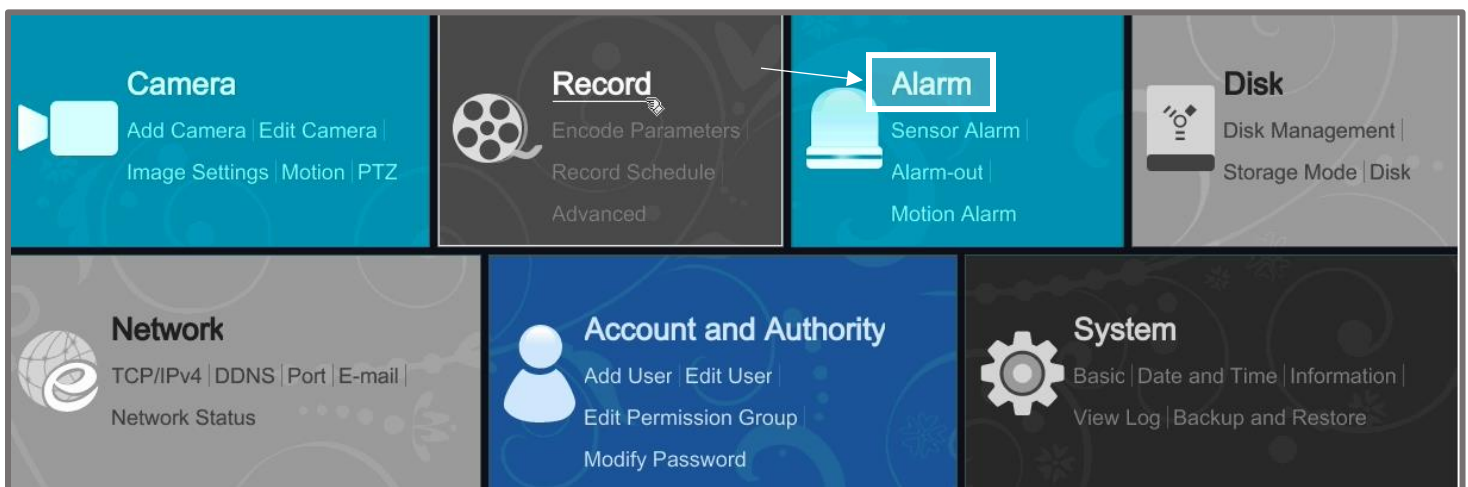 Camera
Add Camera | Edit Camera |
Image Settings | Motion | PTZ
Record
Encode Parameters |
Record Schedule |
Advanced
Alarm
Sensor Alarm |
Alarm-out |
Motion Alarm
Disk
Disk Management |
Storage Mode | Disk
Network
TCP/IPv4 | DDNS | Port | E-mail |
Network Status
Account and Authority
Add User | Edit User |
Edit Permission Group |
Modify Password
System
Basic | Date and Time | Information |
View Log | Backup and Restore